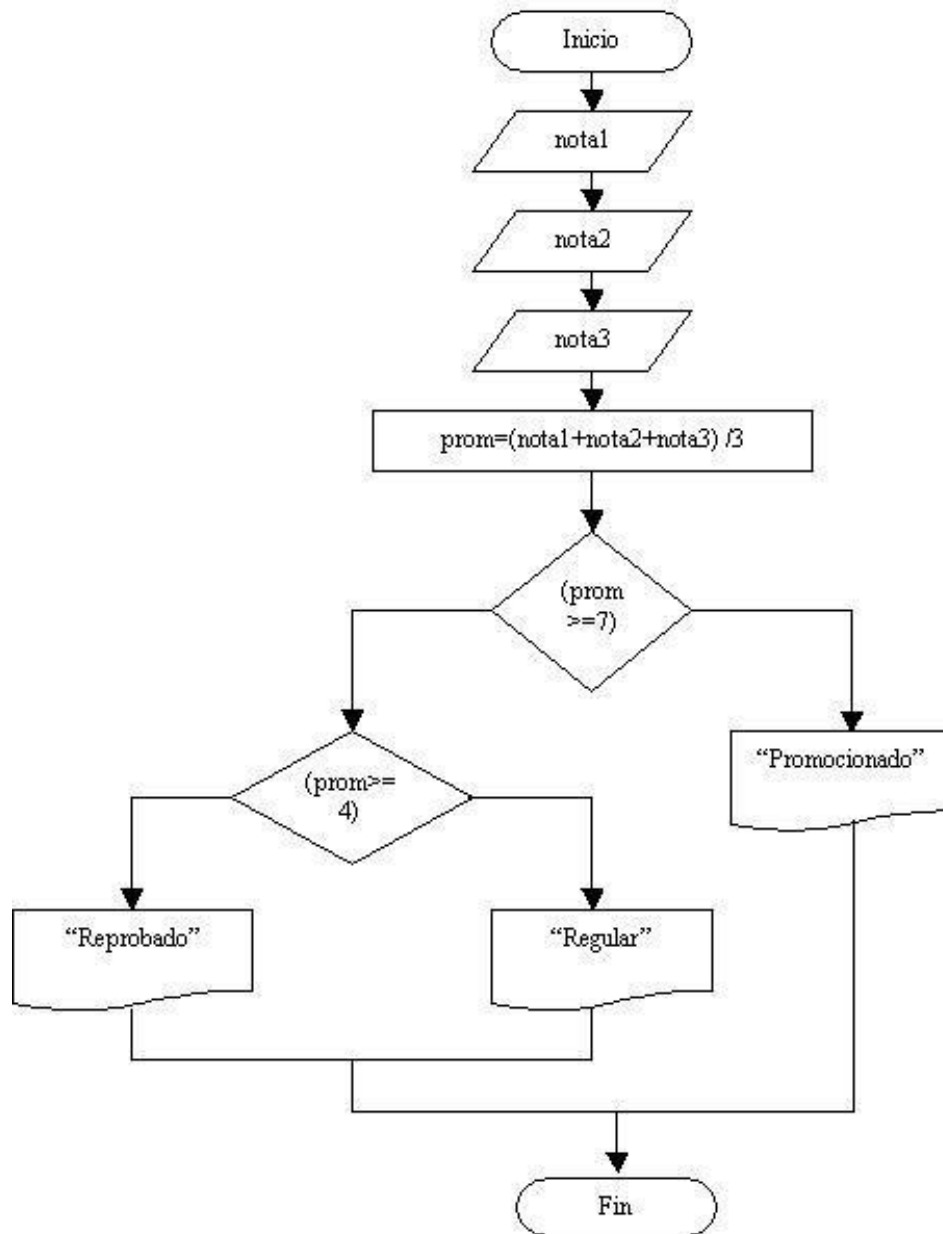 Inicio
nota1
nota2
nota3
prom=(nota1+nota2+nota3) /3
(prom
>=7)
“Promocionado”
(prom>=
4)
“Reprobado”
“Regular”
Fin